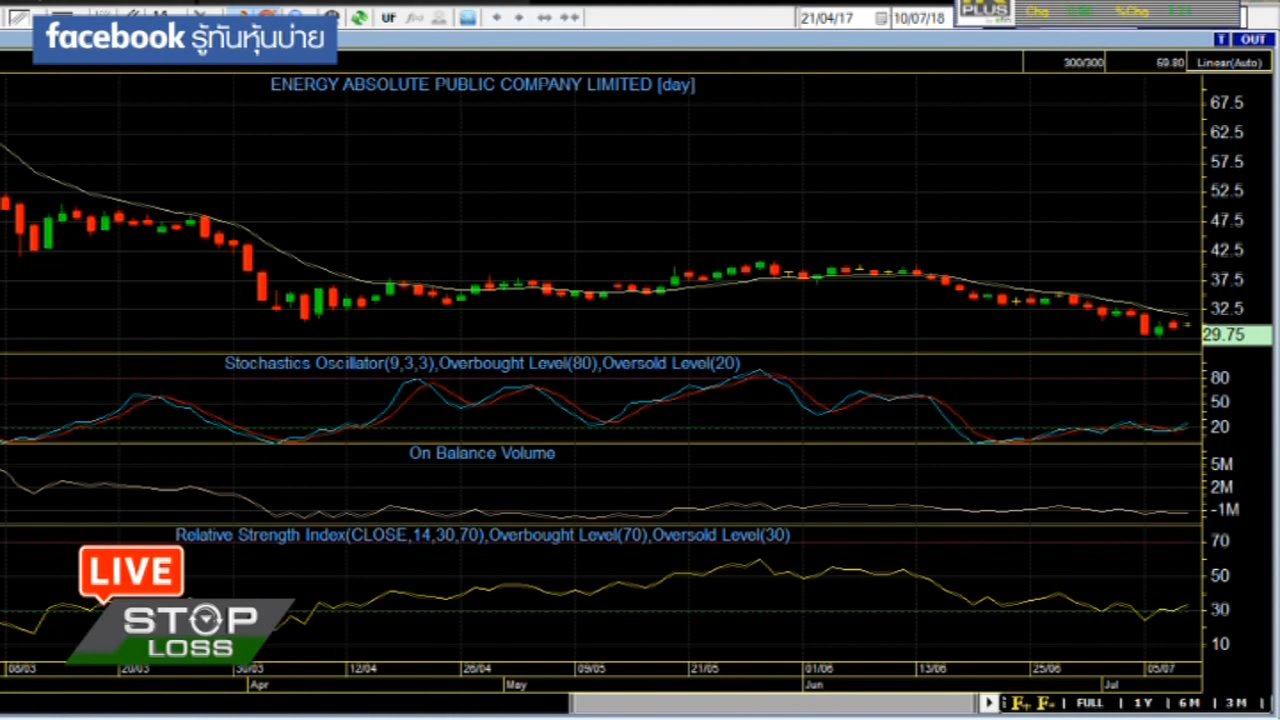 facebook รู้ทันหุ้นบ่าย
UF
21/04/17
10/07/18
PLUS
Chg
%Chg
T OUT
300/300 59.80 Linear(Auto)
ENERGY ABSOLUTE PUBLIC COMPANY LIMITED [day]
67.5
62.5
57.5
52.5
47.5
42.5
37.5
32.5
29.75
Stochastics Oscillator(9,3,3),Overbought Level(80),Oversold Level(20)
80
50
20
On Balance Volume
5M
2M
-1M
Relative Strength Index(CLOSE,14,30,70),Overbought Level(70),Oversold Level(30)
70
50
30
10
LIVE
STOP
LOSS
08/03 20/03 30/03 12/04 26/04 09/05 21/05 01/06 13/06 25/06 05/07
Apr May Jun Jul
F+ F- | FULL | 1Y | 6M | 3M |